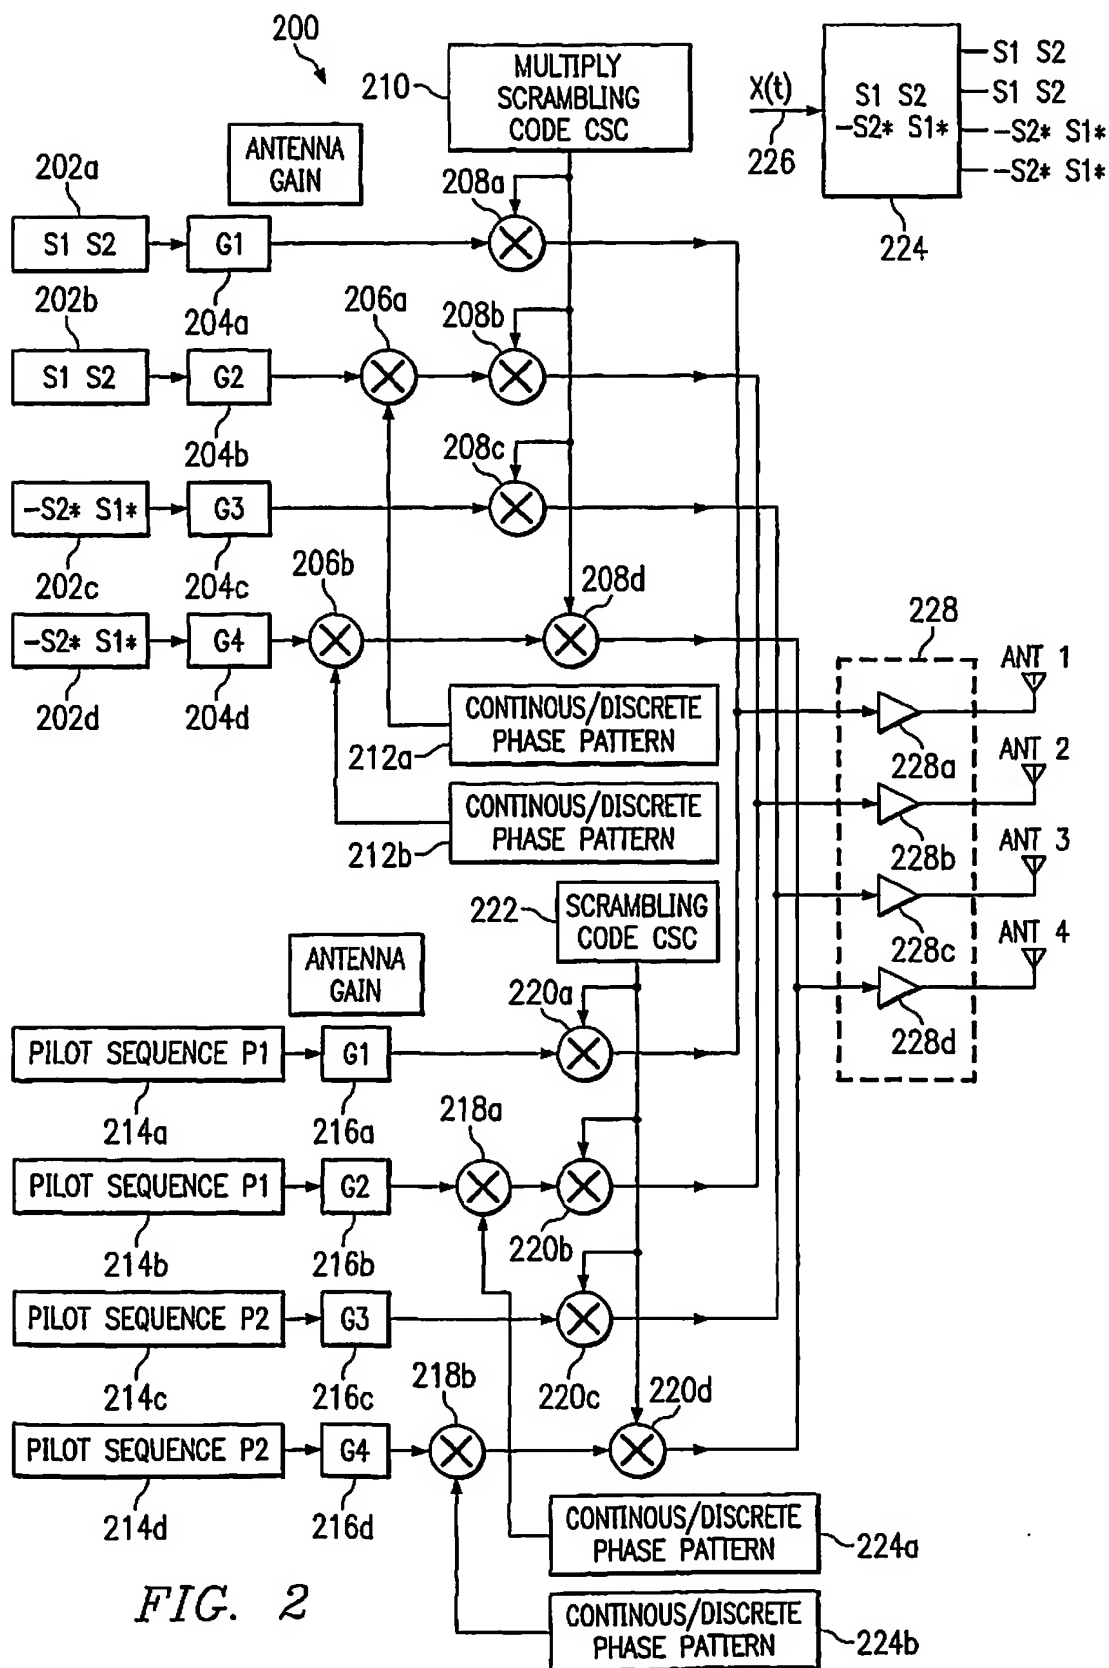 200
210
MULTIPLY
SCRAMBLING
CODE CSC
X(t)
226
S1 S2
-S2* S1*
S1 S2
S1 S2
-S2* S1*
-S2* S1*
224
ANTENNA
GAIN
202a
S1 S2
G1
204a
208a
202b
S1 S2
G2
204b
206a
208b
-S2* S1*
202c
G3
204c
208c
-S2* S1*
202d
G4
204d
206b
208d
CONTINOUS/DISCRETE
PHASE PATTERN
212a
CONTINOUS/DISCRETE
PHASE PATTERN
212b
228
ANT 1
228a
ANT 2
228b
ANT 3
228c
ANT 4
228d
222
SCRAMBLING
CODE CSC
ANTENNA
GAIN
PILOT SEQUENCE P1
214a
G1
216a
220a
PILOT SEQUENCE P1
214b
G2
216b
218a
220b
PILOT SEQUENCE P2
214c
G3
216c
220c
PILOT SEQUENCE P2
214d
G4
216d
218b
220d
CONTINOUS/DISCRETE
PHASE PATTERN
224a
CONTINOUS/DISCRETE
PHASE PATTERN
224b
FIG. 2